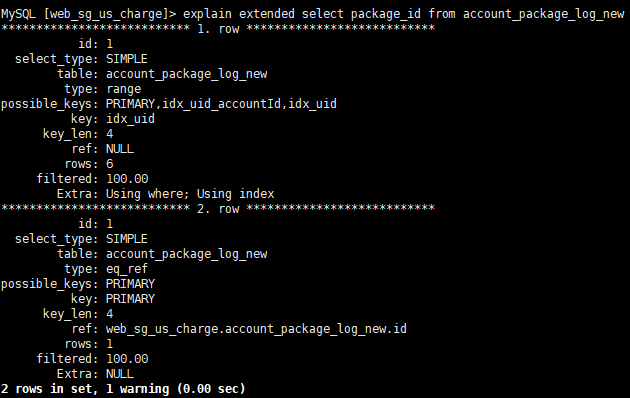 MySQL [web_sg_us_charge]> explain extended select package_id from account_package_log_new
*************************** 1. row ***************************
id: 1
select_type: SIMPLE
table: account_package_log_new
type: range
possible_keys: PRIMARY,idx_uid_accountId,idx_uid
key: idx_uid
key_len: 4
ref: NULL
rows: 6
filtered: 100.00
Extra: Using where; Using index
*************************** 2. row ***************************
id: 1
select_type: SIMPLE
table: account_package_log_new
type: eq_ref
possible_keys: PRIMARY
key: PRIMARY
key_len: 4
ref: web_sg_us_charge.account_package_log_new.id
rows: 1
filtered: 100.00
Extra: NULL
2 rows in set, 1 warning (0.00 sec)